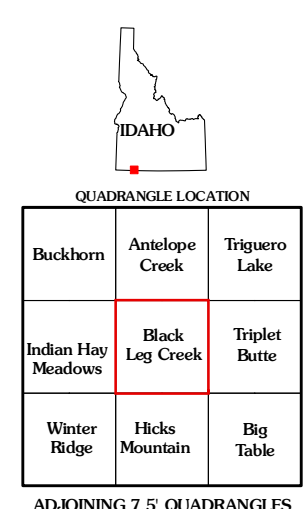 IDAHO
QUADRANGLE LOCATION
Buckhorn
Antelope
Creek
Triguero
Lake
Indian Hay
Meadows
Black
Leg Creek
Triplet
Butte
Winter
Ridge
Hicks
Mountain
Big
Table
ADJOINING 7.5' QUADRANGLES